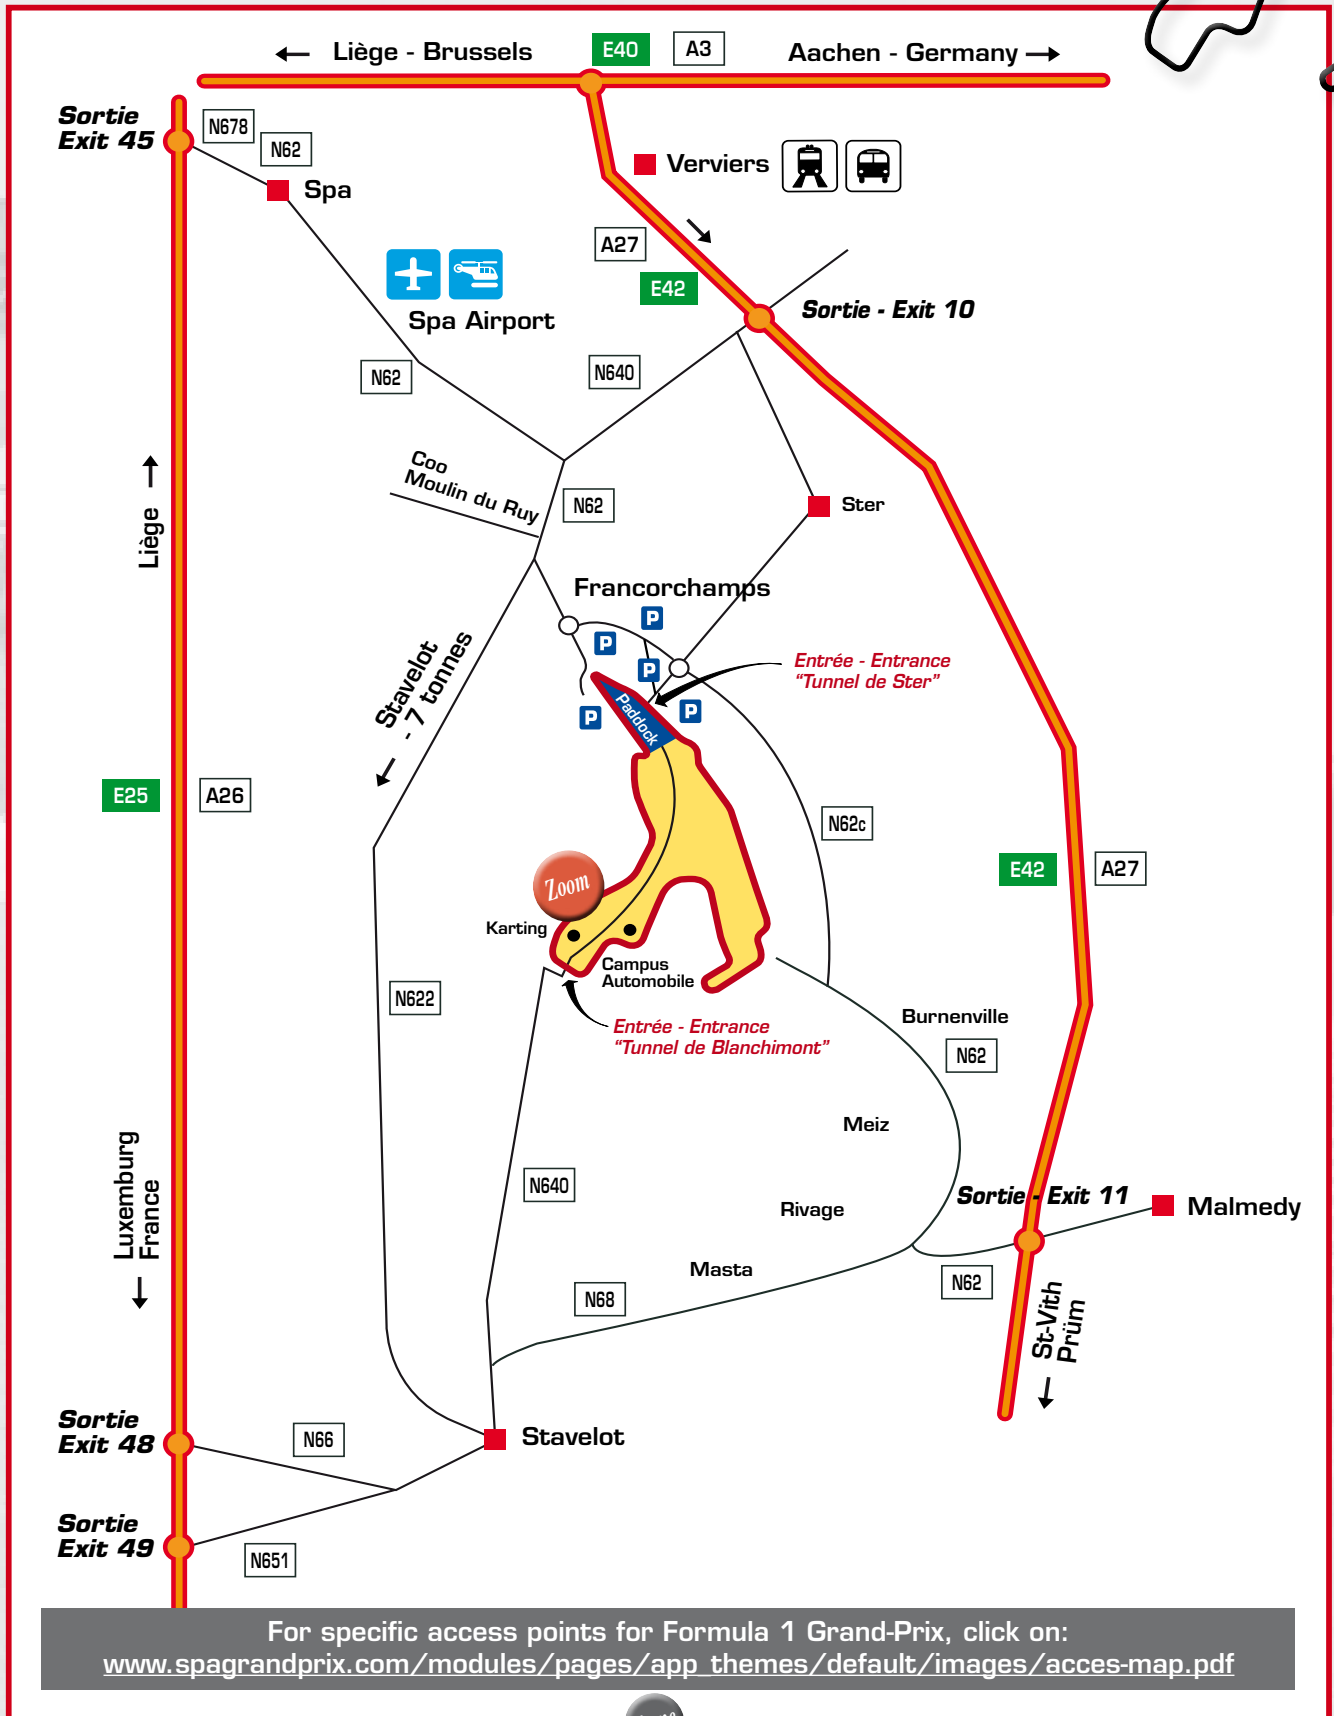 Liège - Brussels
E40
A3
Aachen - Germany
Sortie
Exit 45
N678
N62
Spa
Verviers
A27
E42
Spa Airport
Sortie - Exit 10
N62
N640
Coo
Moulin du Ruy
N62
Ster
Liège
Francorchamps
P
P
P
P
P
Paddock
Entrée - Entrance
“Tunnel de Ster”
Stavelot
- 7 tonnes
E25
A26
N62c
E42
A27
Zoom
Karting
Campus
Automobile
N622
Entrée - Entrance
“Tunnel de Blanchimont”
Burnenville
N62
Meiz
Luxemburg
France
N640
Rivage
Sortie - Exit 11
Malmedy
Masta
N68
N62
St-Vith
Prüm
Sortie
Exit 48
N66
Stavelot
Sortie
Exit 49
N651
For specific access points for Formula 1 Grand-Prix, click on:
www.spagrandprix.com/modules/pages/app_themes/default/images/acces-map.pdf